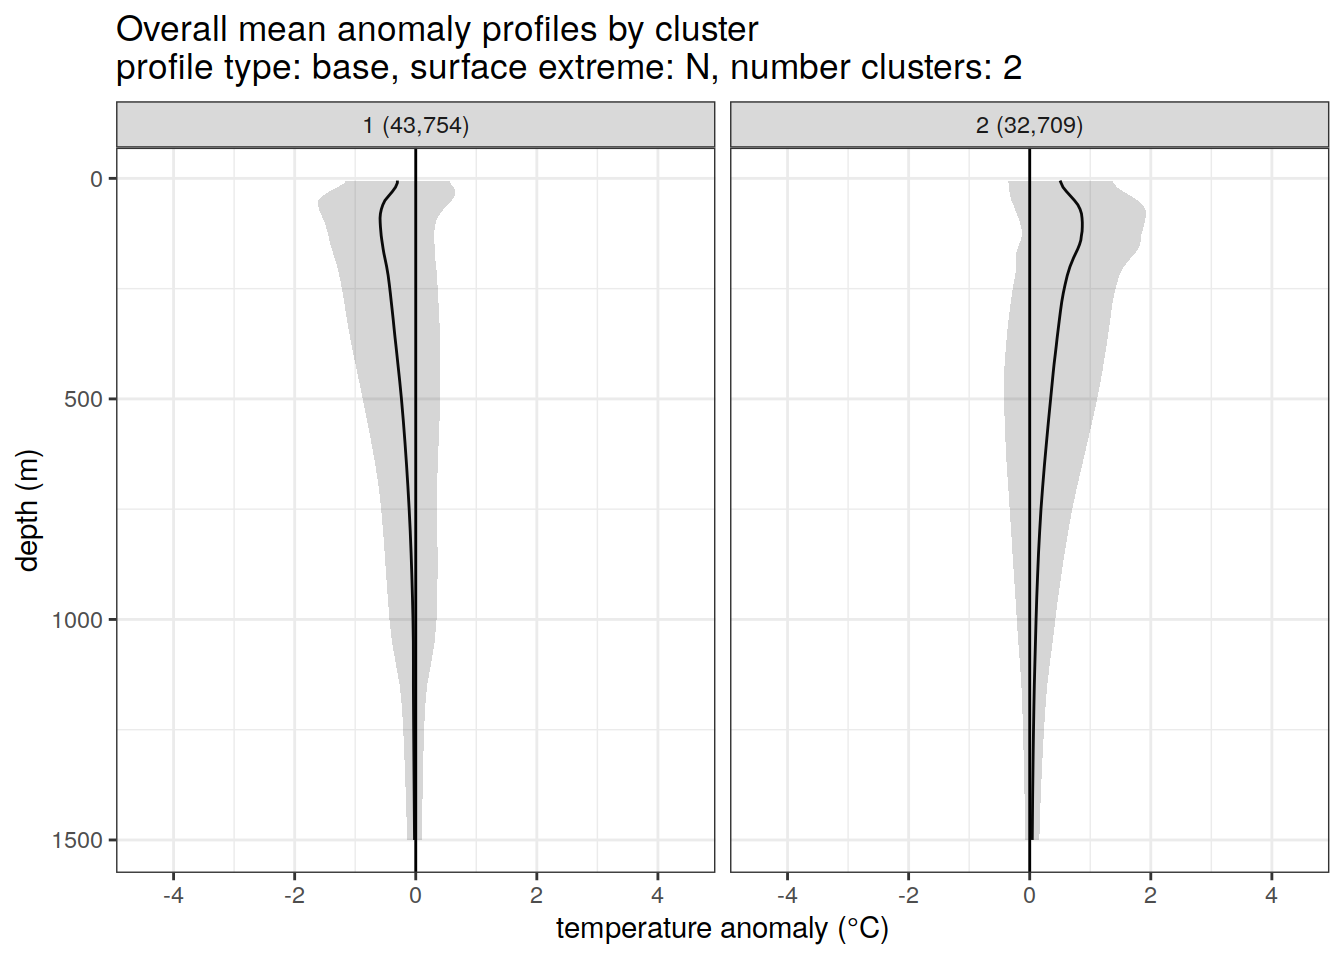 Overall mean anomaly profiles by cluster
profile type: base, surface extreme: N, number clusters: 2
1 (43,754)
2 (32,709)
0
500
1000
1500
depth (m)
-4 -2 0 2 4
-4 -2 0 2 4
temperature anomaly (°C)